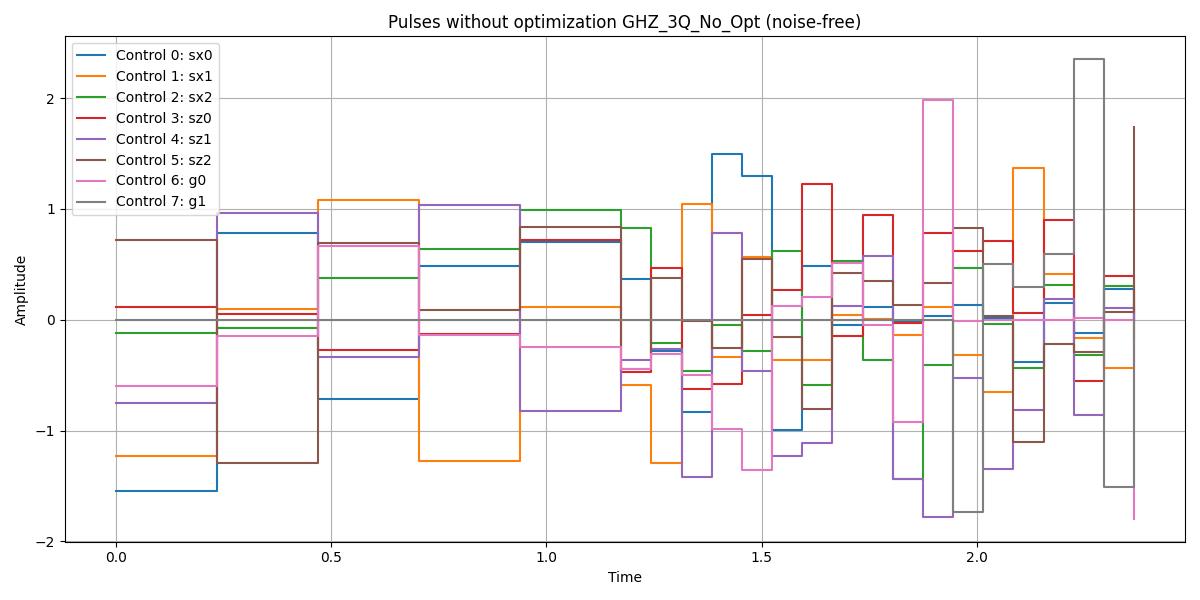 Pulses without optimization GHZ_3Q_No_Opt (noise-free)
Control 0: sx0
Control 1: sx1
Control 2: sx2
Control 3: sz0
Control 4: sz1
Control 5: sz2
Control 6: g0
Control 7: g1
Amplitude
2
1
0
−1
−2
0.0 0.5 1.0 1.5 2.0
Time